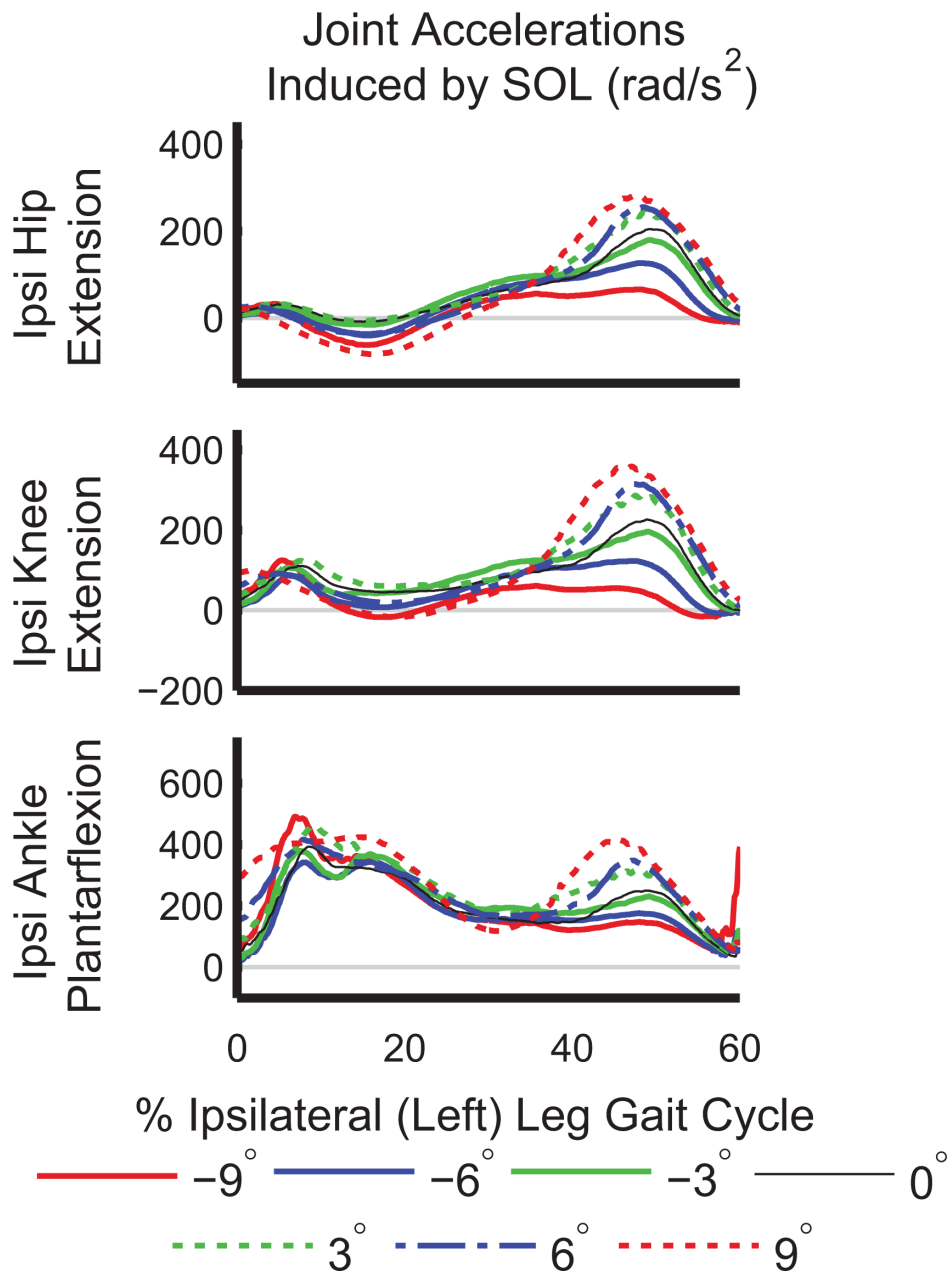 Joint Accelerations
Induced by SOL (rad/s²)
Ipsi Hip
Extension
400
200
0
Ipsi Knee
Extension
400
200
0
−200
Ipsi Ankle
Plantarflexion
600
400
200
0
0 20 40 60
% Ipsilateral (Left) Leg Gait Cycle
−9° −6° −3° 0°
3° 6° 9°